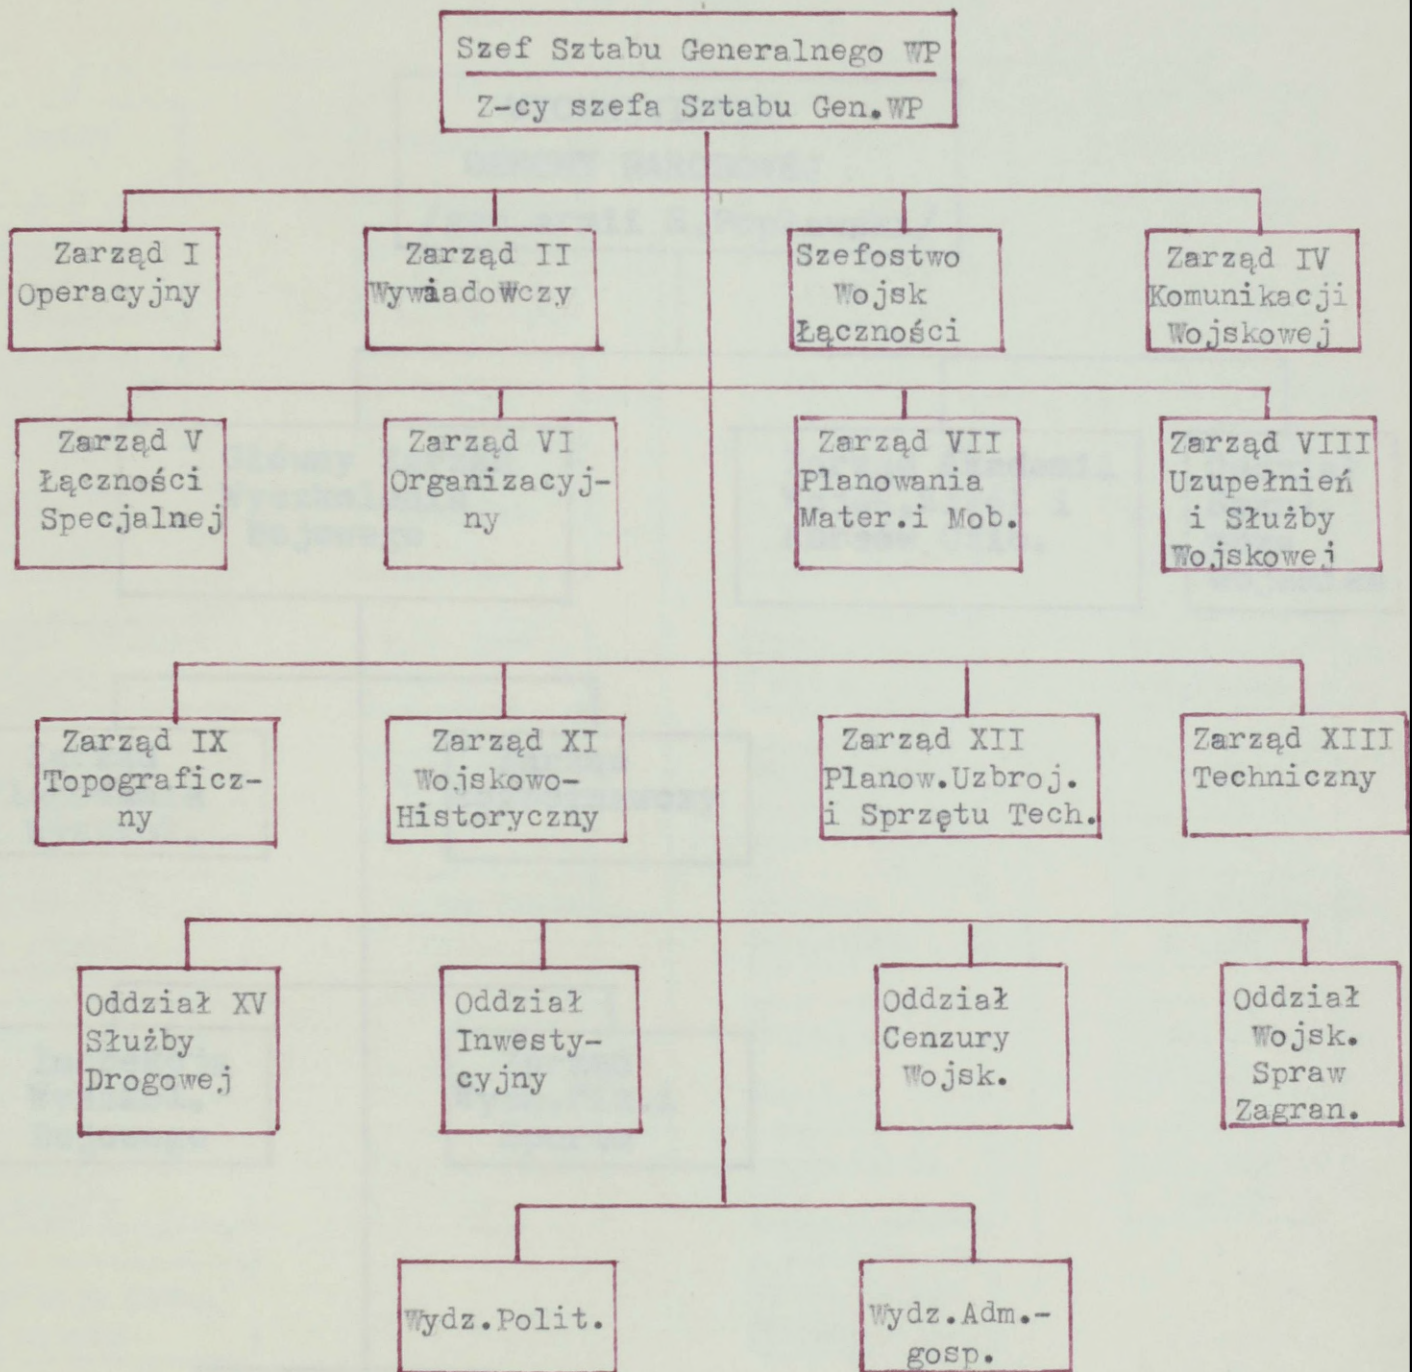 Szef Sztabu Generalnego WP
Z-cy szefa Sztabu Gen.WP
Zarząd I
Operacyjny
Zarząd II
Wywiadowczy
Szefostwo
Wojsk
Łączności
Zarząd IV
Komunikacji
Wojskowej
Zarząd V
Łączności
Specjalnej
Zarząd VI
Organizacyj-
ny
Zarząd VII
Planowania
Mater.i Mob.
Zarząd VIII
Uzupełnień
i Służby
Wojskowej
Zarząd IX
Topograficz-
ny
Zarząd XI
Wojskowo-
Historyczny
Zarząd XII
Planow.Uzbroj.
i Sprzętu Tech.
Zarząd XIII
Techniczny
Oddział XV
Służby
Drogowej
Oddział
Inwesty-
cyjny
Oddział
Cenzury
Wojsk.
Oddział
Wojsk.
Spraw
Zagran.
Wydz.Polit.
Wydz.Adm.-
gosp.